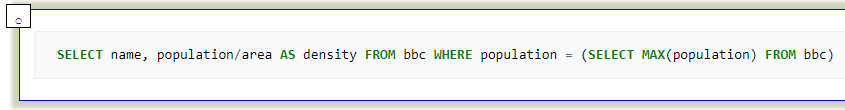 SELECT name, population/area AS density FROM bbc WHERE population = (SELECT MAX(population) FROM bbc)